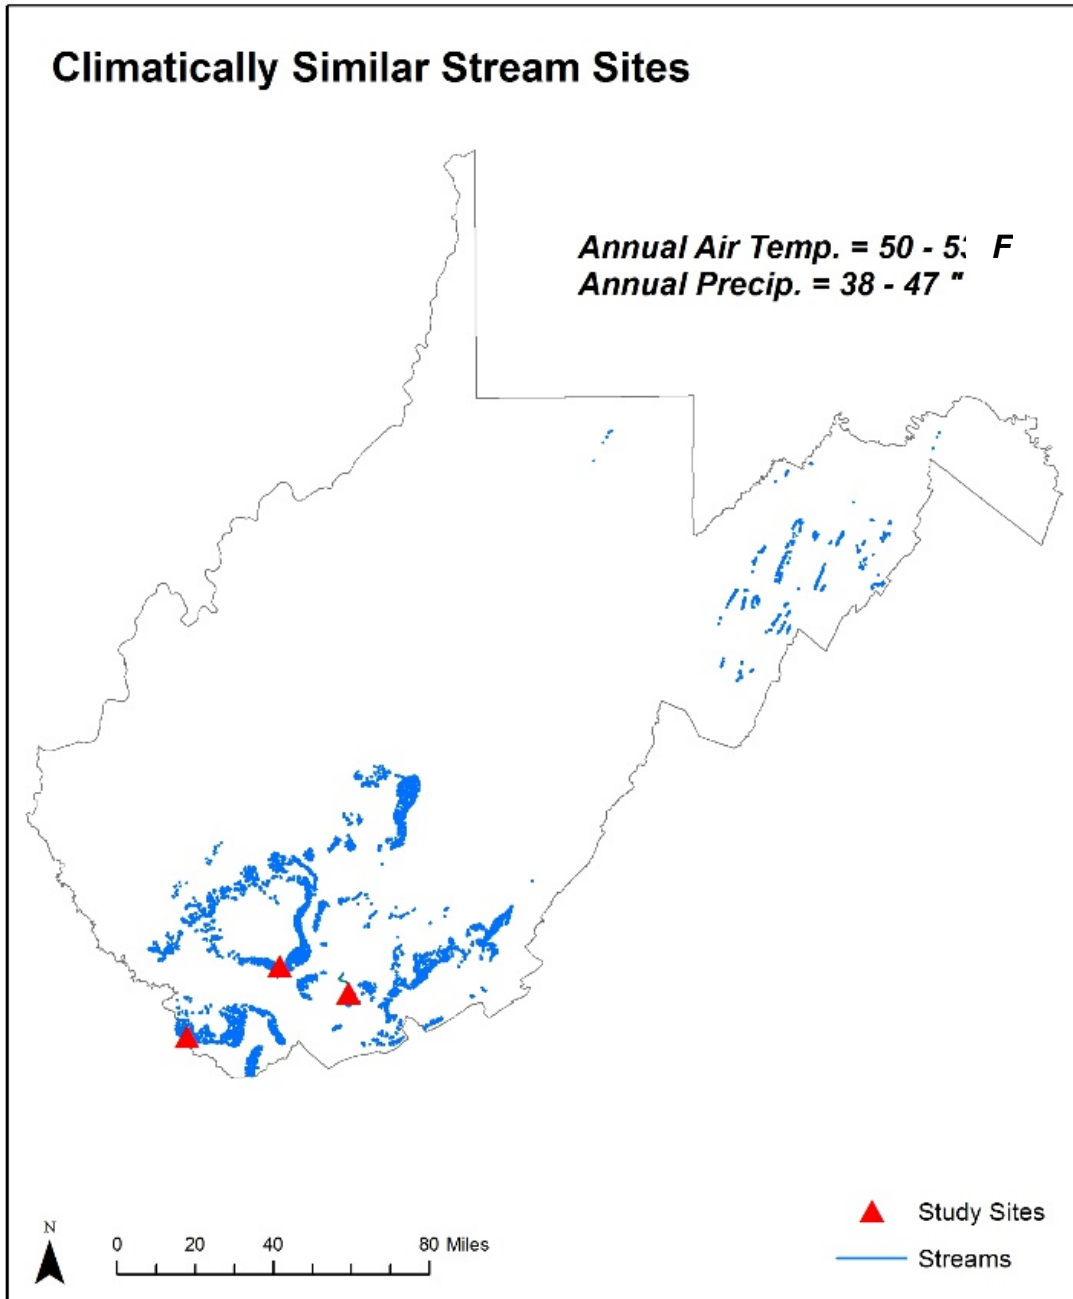 Climatically Similar Stream Sites
Annual Air Temp. = 50 - 53 F
Annual Precip. = 38 - 47 "
Study Sites
Streams
N
0 20 40 80 Miles